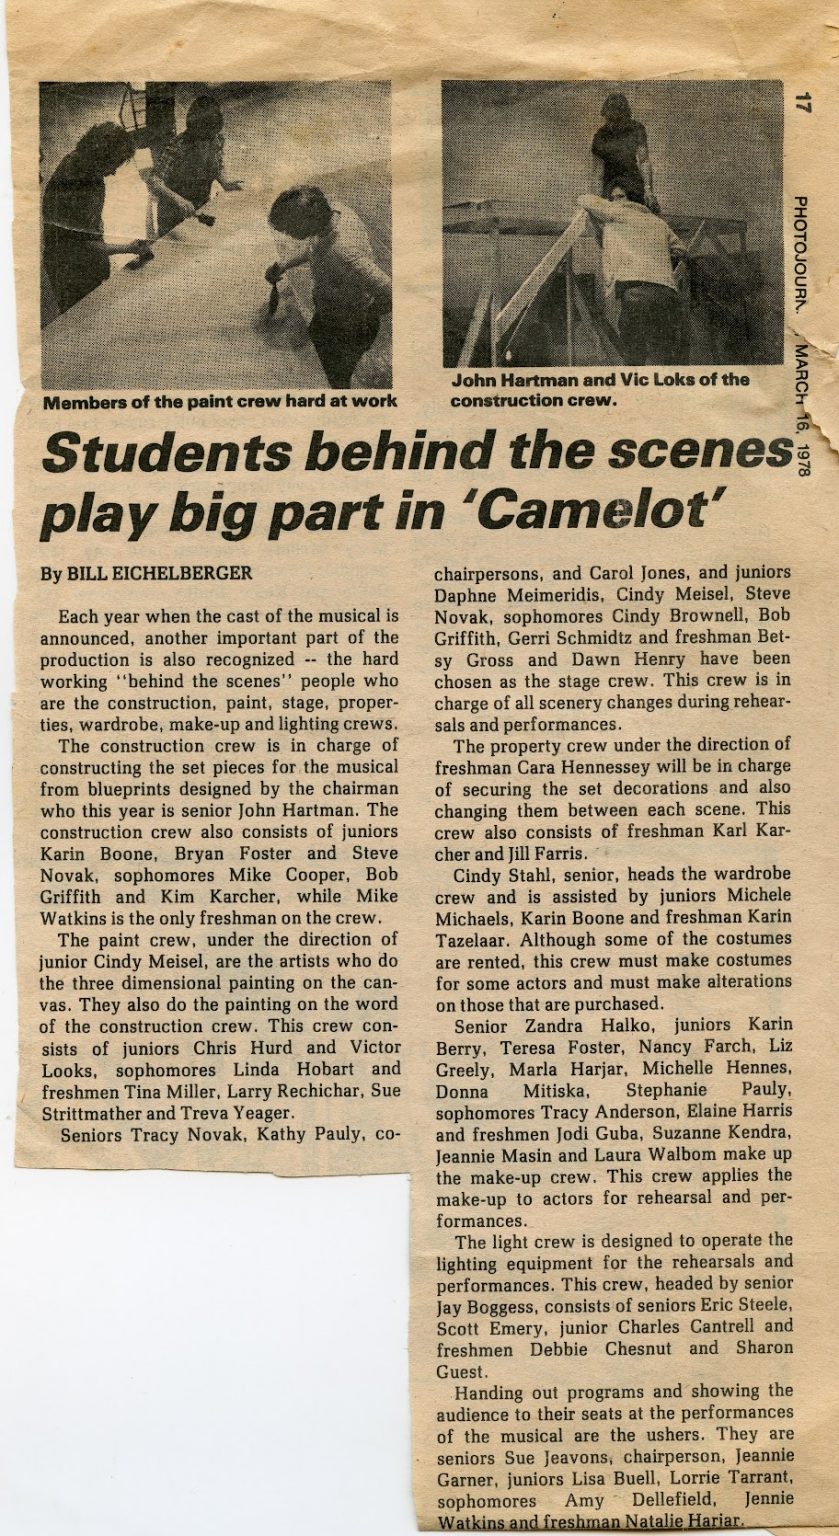 17
PHOTOJOURN
MARCH 16, 1978
Members of the paint crew hard at work
John Hartman and Vic Loks of the
construction crew.
Students behind the scenes
play big part in ‘Camelot’
By BILL EICHELBERGER
Each year when the cast of the musical is
announced, another important part of the
production is also recognized -- the hard
working "behind the scenes" people who
are the construction, paint, stage, proper-
ties, wardrobe, make-up and lighting crews.
The construction crew is in charge of
constructing the set pieces for the musical
from blueprints designed by the chairman
who this year is senior John Hartman. The
construction crew also consists of juniors
Karin Boone, Bryan Foster and Steve
Novak, sophomores Mike Cooper, Bob
Griffith and Kim Karcher, while Mike
Watkins is the only freshman on the crew.
The paint crew, under the direction of
junior Cindy Meisel, are the artists who do
the three dimensional painting on the can-
vas. They also do the painting on the word
of the construction crew. This crew con-
sists of juniors Chris Hurd and Victor
Looks, sophomores Linda Hobart and
freshmen Tina Miller, Larry Rechichar, Sue
Strittmather and Treva Yeager.
Seniors Tracy Novak, Kathy Pauly, co-
chairpersons, and Carol Jones, and juniors
Daphne Meimeridis, Cindy Meisel, Steve
Novak, sophomores Cindy Brownell, Bob
Griffith, Gerri Schmidtz and freshman Bet-
sy Gross and Dawn Henry have been
chosen as the stage crew. This crew is in
charge of all scenery changes during rehear-
sals and performances.
The property crew under the direction of
freshman Cara Hennessey will be in charge
of securing the set decorations and also
changing them between each scene. This
crew also consists of freshman Karl Kar-
cher and Jill Farris.
Cindy Stahl, senior, heads the wardrobe
crew and is assisted by juniors Michele
Michaels, Karin Boone and freshman Karin
Tazelaar. Although some of the costumes
are rented, this crew must make costumes
for some actors and must make alterations
on those that are purchased.
Senior Zandra Halko, juniors Karin
Berry, Teresa Foster, Nancy Farch, Liz
Greely, Marla Harjar, Michelle Hennes,
Donna Mitiska, Stephanie Pauly,
sophomores Tracy Anderson, Elaine Harris
and freshmen Jodi Guba, Suzanne Kendra,
Jeannie Masin and Laura Walbom make up
the make-up crew. This crew applies the
make-up to actors for rehearsal and per-
formances.
The light crew is designed to operate the
lighting equipment for the rehearsals and
performances. This crew, headed by senior
Jay Boggess, consists of seniors Eric Steele,
Scott Emery, junior Charles Cantrell and
freshmen Debbie Chesnut and Sharon
Guest.
Handing out programs and showing the
audience to their seats at the performances
of the musical are the ushers. They are
seniors Sue Jeavons, chairperson, Jeannie
Garner, juniors Lisa Buell, Lorrie Tarrant,
sophomores Amy Dellefield, Jennie
Watkins and freshman Natalie Harjar.